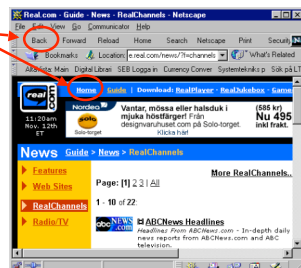 Real.com - Guide - News - RealChannels - Netscape
File Edit View Go Communicator Help
Back Forward Reload Home Search Netscape Print Security
Bookmarks Location: e.real.com/news/?l=channels What's Related
AltaVista: Main Digital Librari SEB Logga in Currency Conver Systemtekniks p Sök på LT
real
Home Guide | Download: RealPlayer · RealJukebox ·
11:20am
Nov. 12th
ET
Nordea
solo
Solo-torget
Vantar, mössa eller halsduk i
mjuka höstfärger! Från
designvaruhuset.com på Solo-torget.
Klicka här!
(585 kr)
Nu 495
inkl frakt.
News Guide > News > RealChannels
Features
Web Sites
RealChannels
Radio/TV
More RealChannels..
Page: [1] 2 3 | All
1 - 10 of 22:
abc NEWS.com
ABCNews Headlines
Headlines From ABCNews.com - In-depth daily
news reports from ABCNews.com and ABC
television.